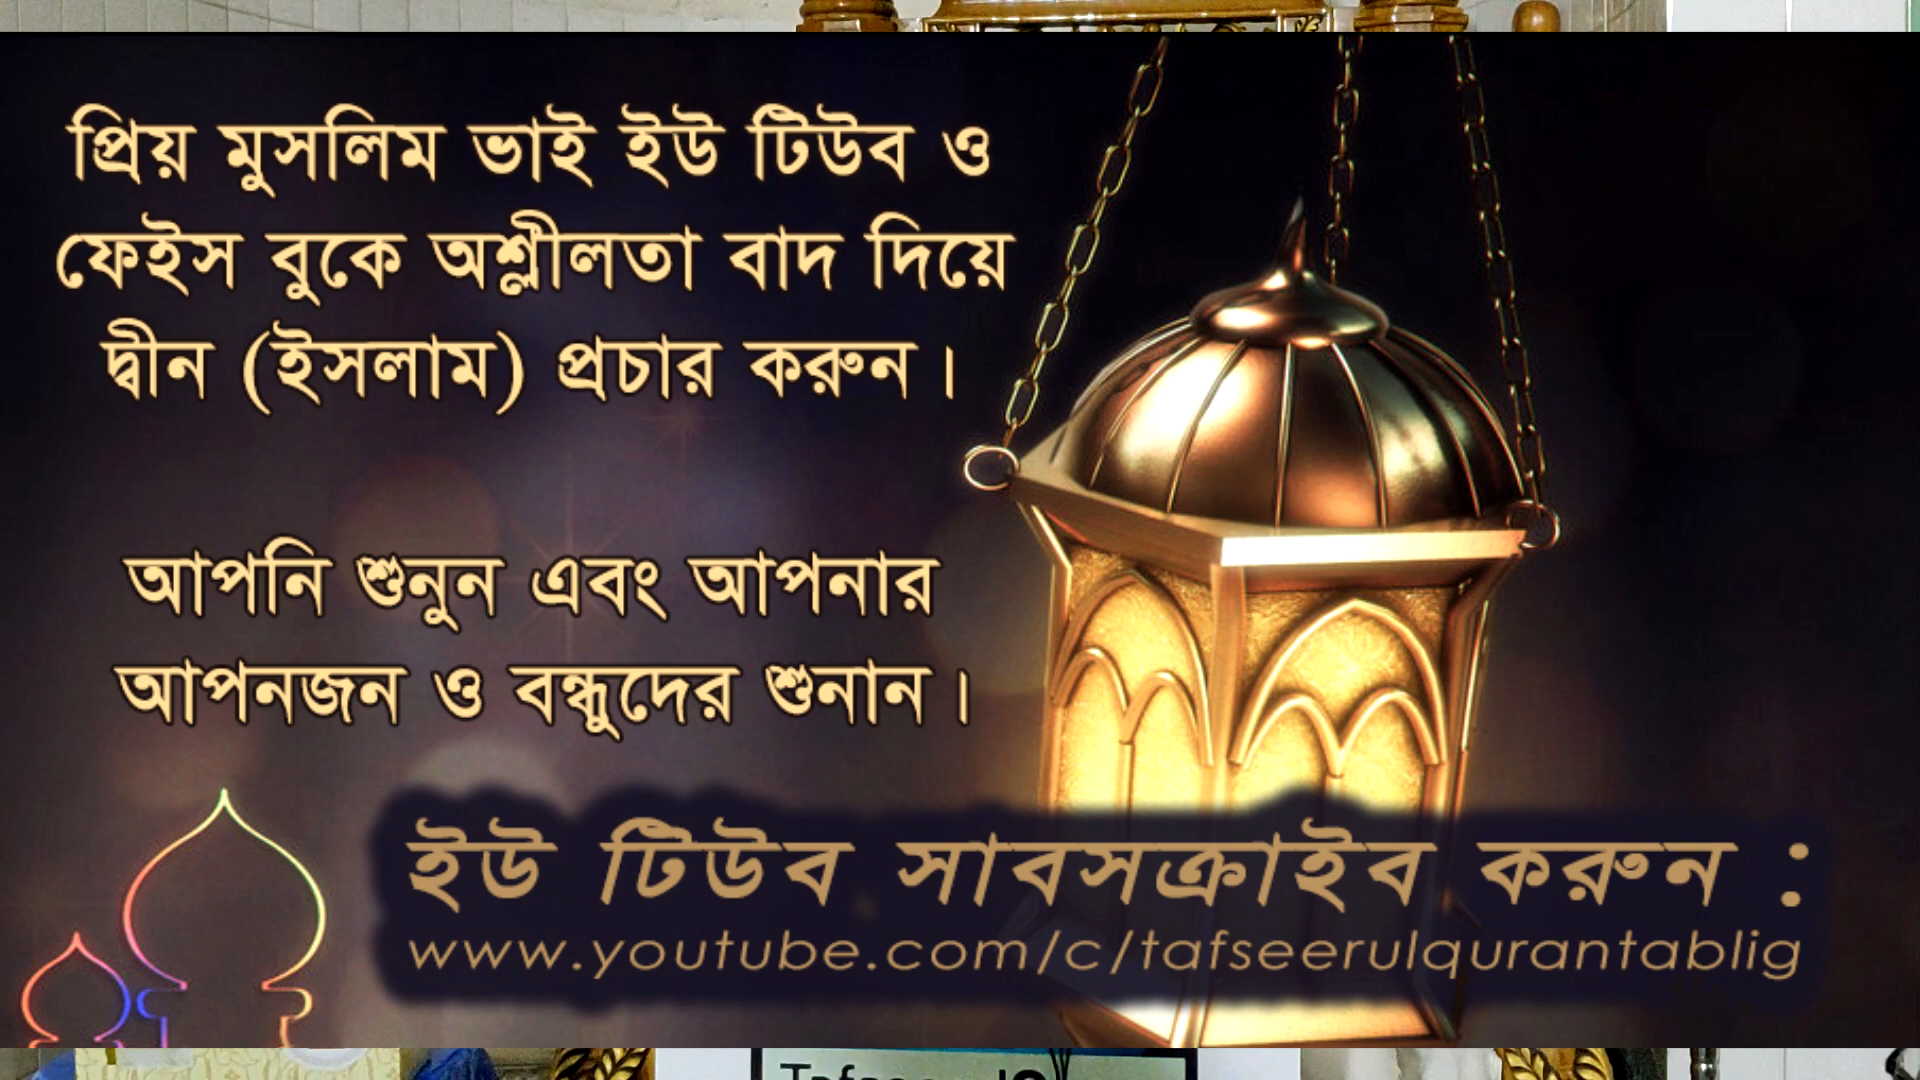 প্রিয় মুসলিম ভাই ইউ টিউব ও
ফেইস বুকে অশ্লীলতা বাদ দিয়ে
দ্বীন (ইসলাম) প্রচার করুন।
আপনি শুনুন এবং আপনার
আপনজন ও বন্ধুদের শুনান।
ইউ টিউব সাবসক্রাইব করুন :
www.youtube.com/c/tafseerulqurantablig